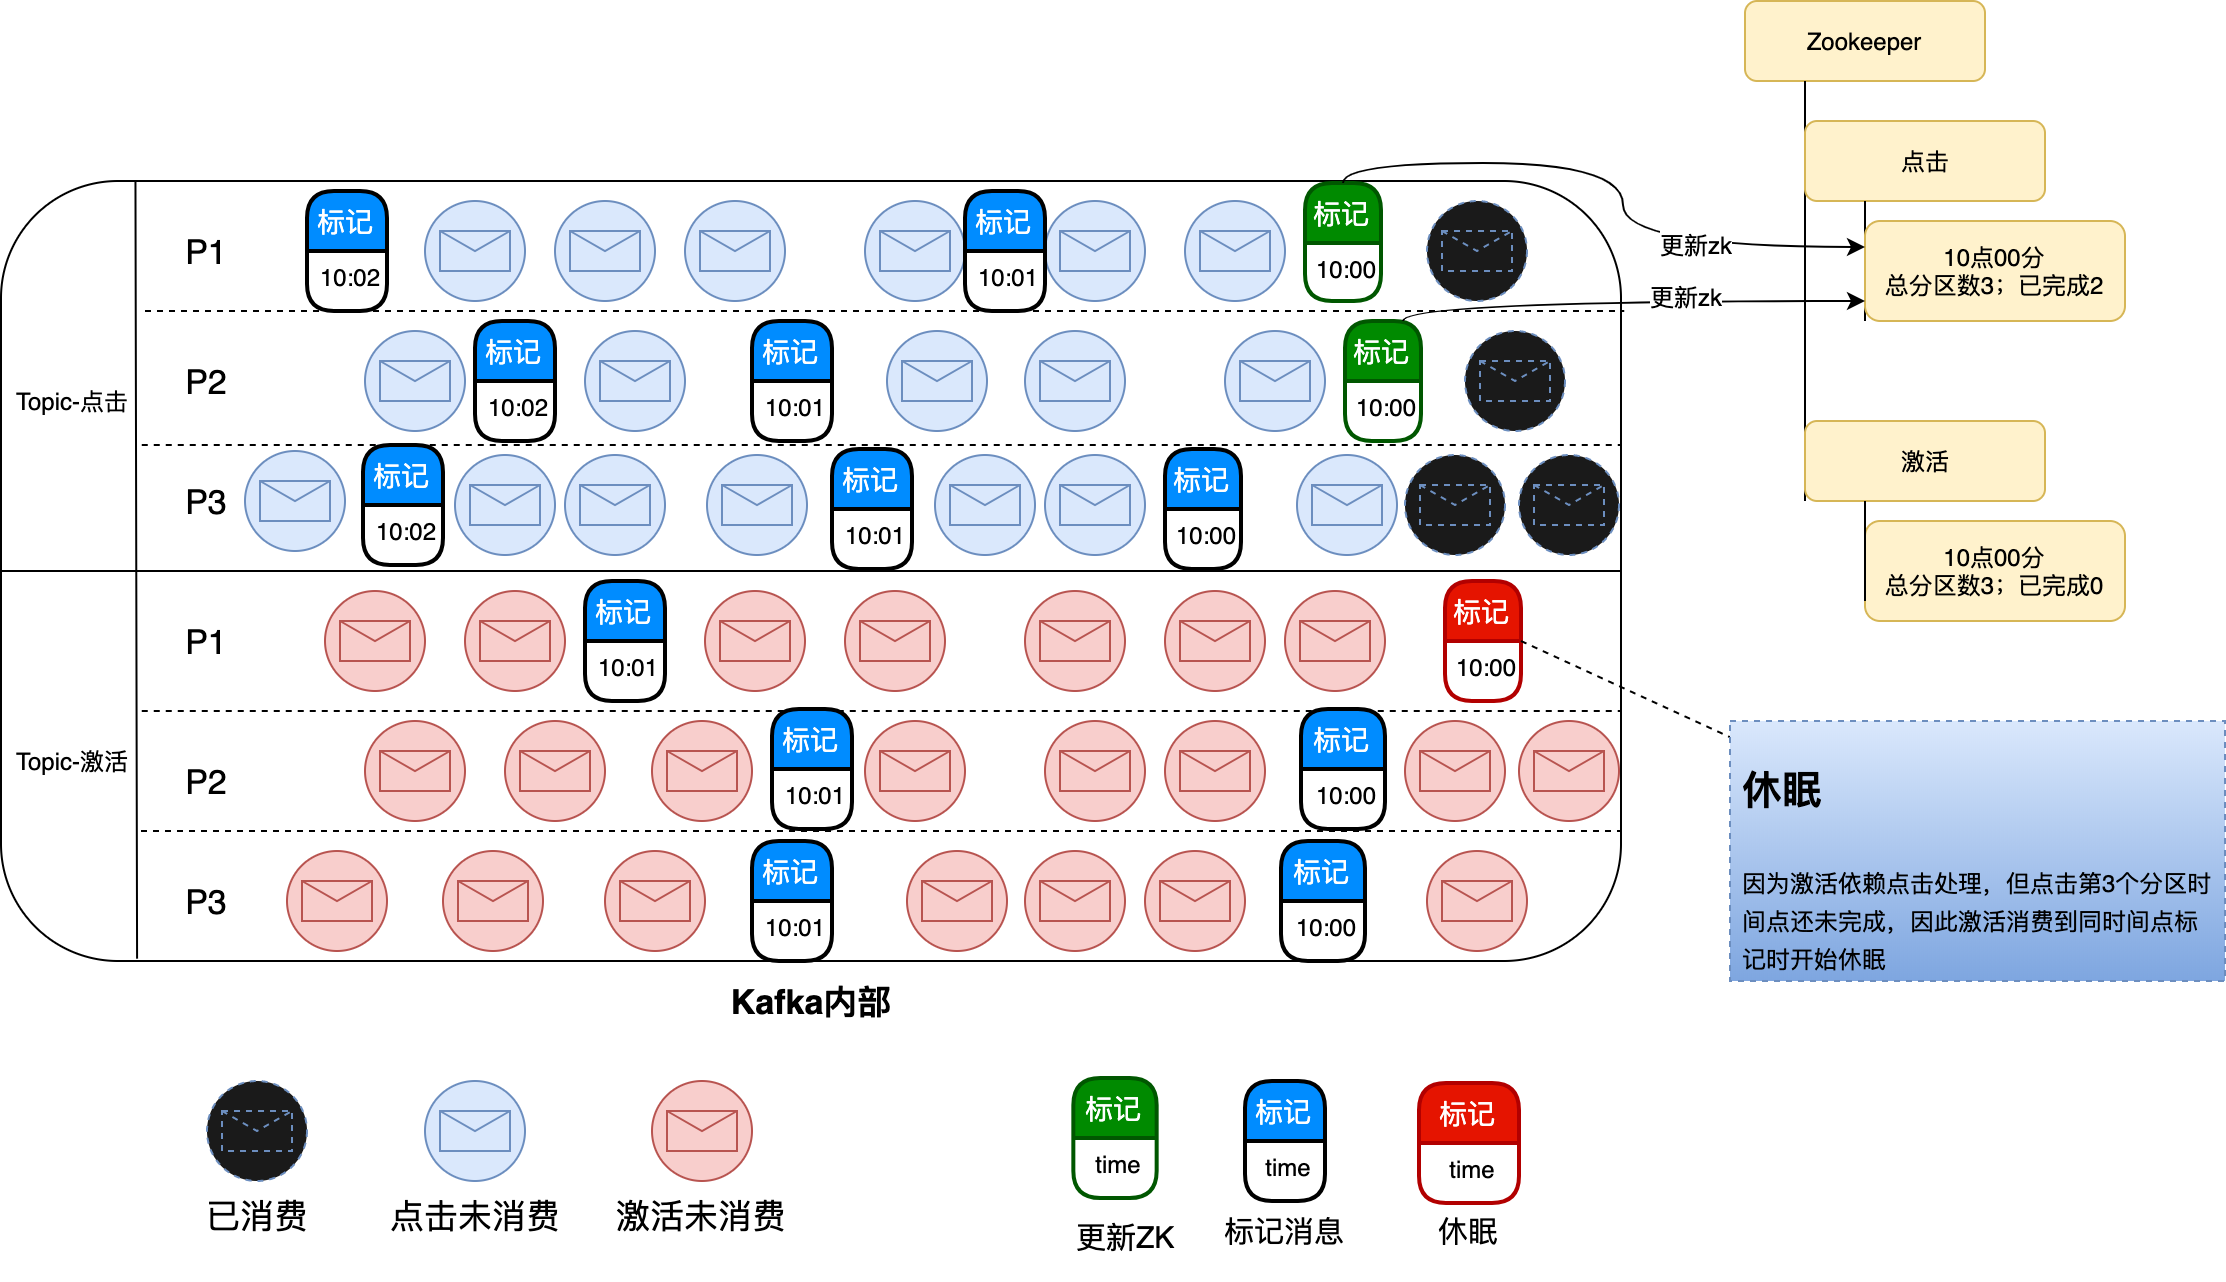 Zookeeper
点击
10点00分
总分区数3；已完成2
激活
10点00分
总分区数3；已完成0
更新zk
更新zk
Topic-点击
P1
标记
10:02
标记
10:01
标记
10:00
P2
标记
10:02
标记
10:01
标记
10:00
P3
标记
10:02
标记
10:01
标记
10:00
Topic-激活
P1
标记
10:01
标记
10:00
P2
标记
10:01
标记
10:00
P3
标记
10:01
标记
10:00
休眠
因为激活依赖点击处理，但点击第3个分区时
间点还未完成，因此激活消费到同时间点标
记时开始休眠
Kafka内部
已消费
点击未消费
激活未消费
标记
time
更新ZK
标记
time
标记消息
标记
time
休眠